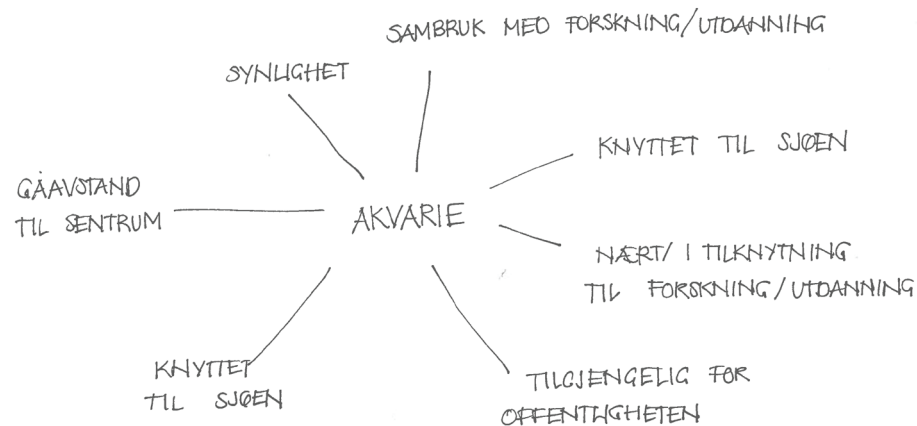 SAMBRUK MED FORSKNING/UTDANNING
SYNLIGHET
KNYTTET TIL SJØEN
GÅAVSTAND
TIL SENTRUM
AKVARIE
NÆRT/ I TILKNYTNING
TIL FORSKNING/UTDANNING
KNYTTET
TIL SJØEN
TILGJENGELIG FOR
OFFENTLIGHETEN